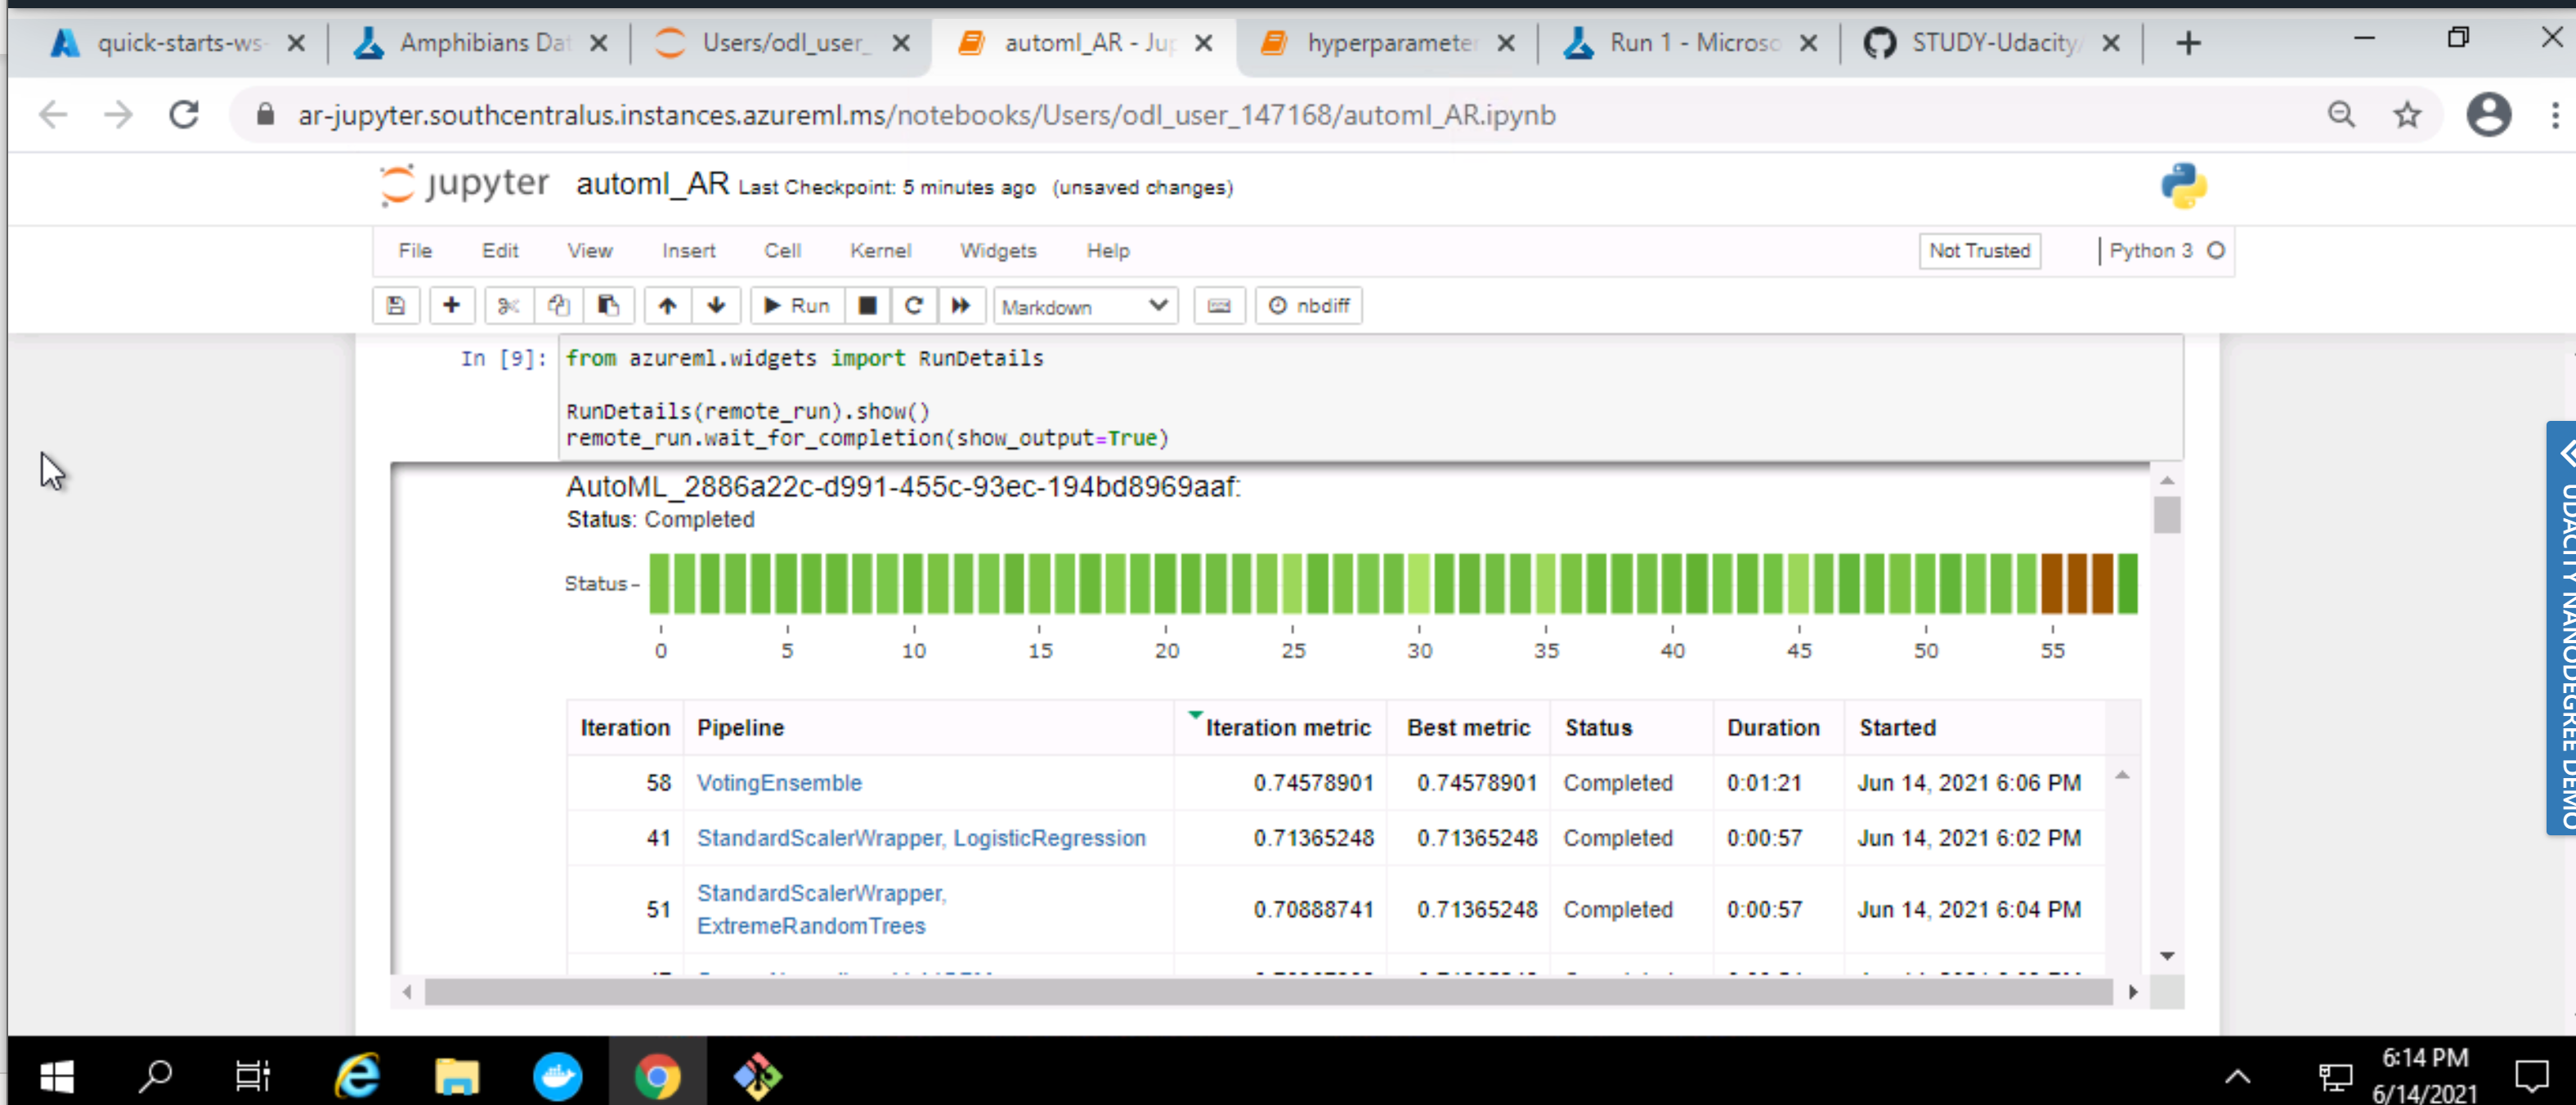 quick-starts-ws- Amphibians Dat Users/odl_user_ automl_AR - Jup hyperparameter Run 1 - Microso STUDY-Udacity/
ar-jupyter.southcentralus.instances.azureml.ms/notebooks/Users/odl_user_147168/automl_AR.ipynb
jupyter automl_AR Last Checkpoint: 5 minutes ago (unsaved changes)
File Edit View Insert Cell Kernel Widgets Help Not Trusted Python 3
Run Markdown nbdiff
In [9]: from azureml.widgets import RunDetails
RunDetails(remote_run).show()
remote_run.wait_for_completion(show_output=True)
AutoML_2886a22c-d991-455c-93ec-194bd8969aaf:
Status: Completed
Status
0 5 10 15 20 25 30 35 40 45 50 55
Iteration Pipeline Iteration metric Best metric Status Duration Started
58 VotingEnsemble 0.74578901 0.74578901 Completed 0:01:21 Jun 14, 2021 6:06 PM
41 StandardScalerWrapper, LogisticRegression 0.71365248 0.71365248 Completed 0:00:57 Jun 14, 2021 6:02 PM
StandardScalerWrapper,
51 ExtremeRandomTrees 0.70888741 0.71365248 Completed 0:00:57 Jun 14, 2021 6:04 PM
UDACITY NANODEGREE DEMO
6:14 PM
6/14/2021